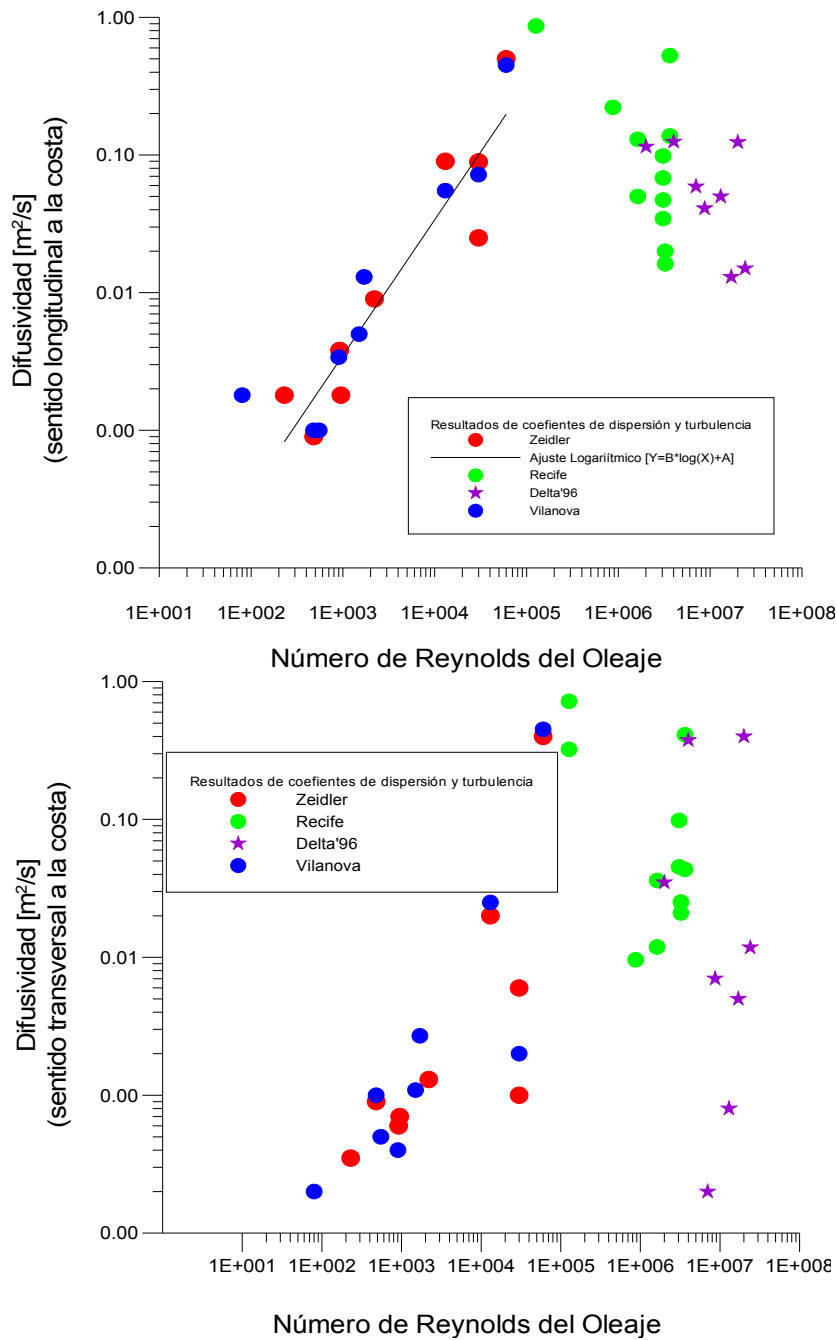 1.00
0.10
0.01
0.00
0.00
Difusividad [m²/s]
(sentido longitudinal a la costa)
Resultados de coefientes de dispersión y turbulencia
Zeidler
Ajuste Logariítmico [Y=B*log(X)+A]
Recife
Delta'96
Vilanova
1E+001 1E+002 1E+003 1E+004 1E+005 1E+006 1E+007 1E+008
Número de Reynolds del Oleaje
1.00
0.10
0.01
0.00
0.00
Difusividad [m²/s]
(sentido transversal a la costa)
Resultados de coefientes de dispersión y turbulencia
Zeidler
Recife
Delta'96
Vilanova
1E+001 1E+002 1E+003 1E+004 1E+005 1E+006 1E+007 1E+008
Número de Reynolds del Oleaje